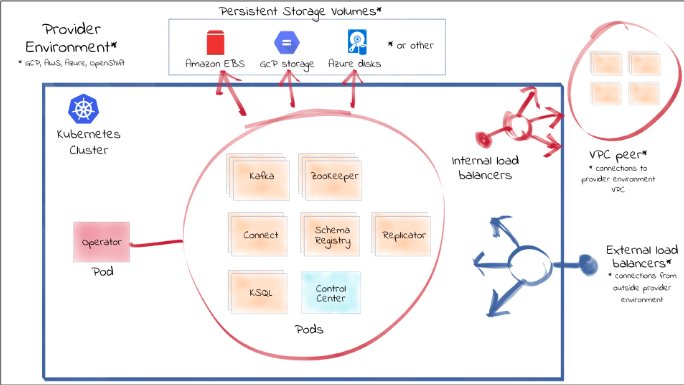 Persistent Storage Volumes*
Provider
Environment*
* GCP, AWS, Azure, OpenShift
* or other
Amazon EBS
GCP storage
Azure disks
Kubernetes
Cluster
Internal load
balancers
VPC peer*
* connections to
provider environment
VPC
Kafka
ZooKeeper
Operator
Pod
Connect
Schema
Registry
Replicator
KSQL
Control
Center
Pods
External load
balancers*
* connections from
outside provider
environment